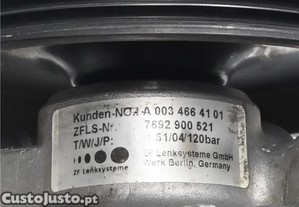 Kunden-NO.: A 003 466 41 01
ZFLS-Nr.: 7692 900 521
T/W/J/P: 51/04/120bar
ZF Lenksysteme GmbH
Werk Berlin, Germany
ZF Lenksysteme
CustoJusto.pt